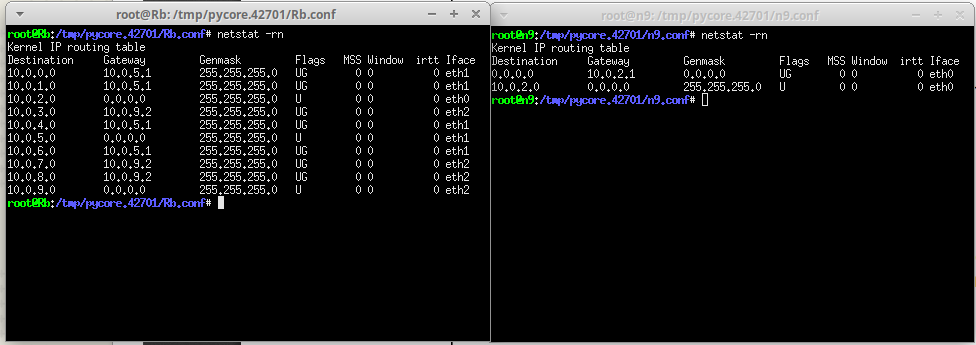 root@Rb: /tmp/pycore.42701/Rb.conf
root@Rb:/tmp/pycore.42701/Rb.conf# netstat -rn
Kernel IP routing table
Destination Gateway Genmask Flags MSS Window irtt Iface
10.0.0.0 10.0.5.1 255.255.255.0 UG 0 0 0 eth1
10.0.1.0 10.0.5.1 255.255.255.0 UG 0 0 0 eth1
10.0.2.0 0.0.0.0 255.255.255.0 U 0 0 0 eth0
10.0.3.0 10.0.9.2 255.255.255.0 UG 0 0 0 eth2
10.0.4.0 10.0.5.1 255.255.255.0 UG 0 0 0 eth1
10.0.5.0 0.0.0.0 255.255.255.0 U 0 0 0 eth1
10.0.6.0 10.0.5.1 255.255.255.0 UG 0 0 0 eth1
10.0.7.0 10.0.9.2 255.255.255.0 UG 0 0 0 eth2
10.0.8.0 10.0.9.2 255.255.255.0 UG 0 0 0 eth2
10.0.9.0 0.0.0.0 255.255.255.0 U 0 0 0 eth2
root@Rb:/tmp/pycore.42701/Rb.conf#
root@n9: /tmp/pycore.42701/n9.conf
root@n9:/tmp/pycore.42701/n9.conf# netstat -rn
Kernel IP routing table
Destination Gateway Genmask Flags MSS Window irtt Iface
0.0.0.0 10.0.2.1 0.0.0.0 UG 0 0 0 eth0
10.0.2.0 0.0.0.0 255.255.255.0 U 0 0 0 eth0
root@n9:/tmp/pycore.42701/n9.conf#